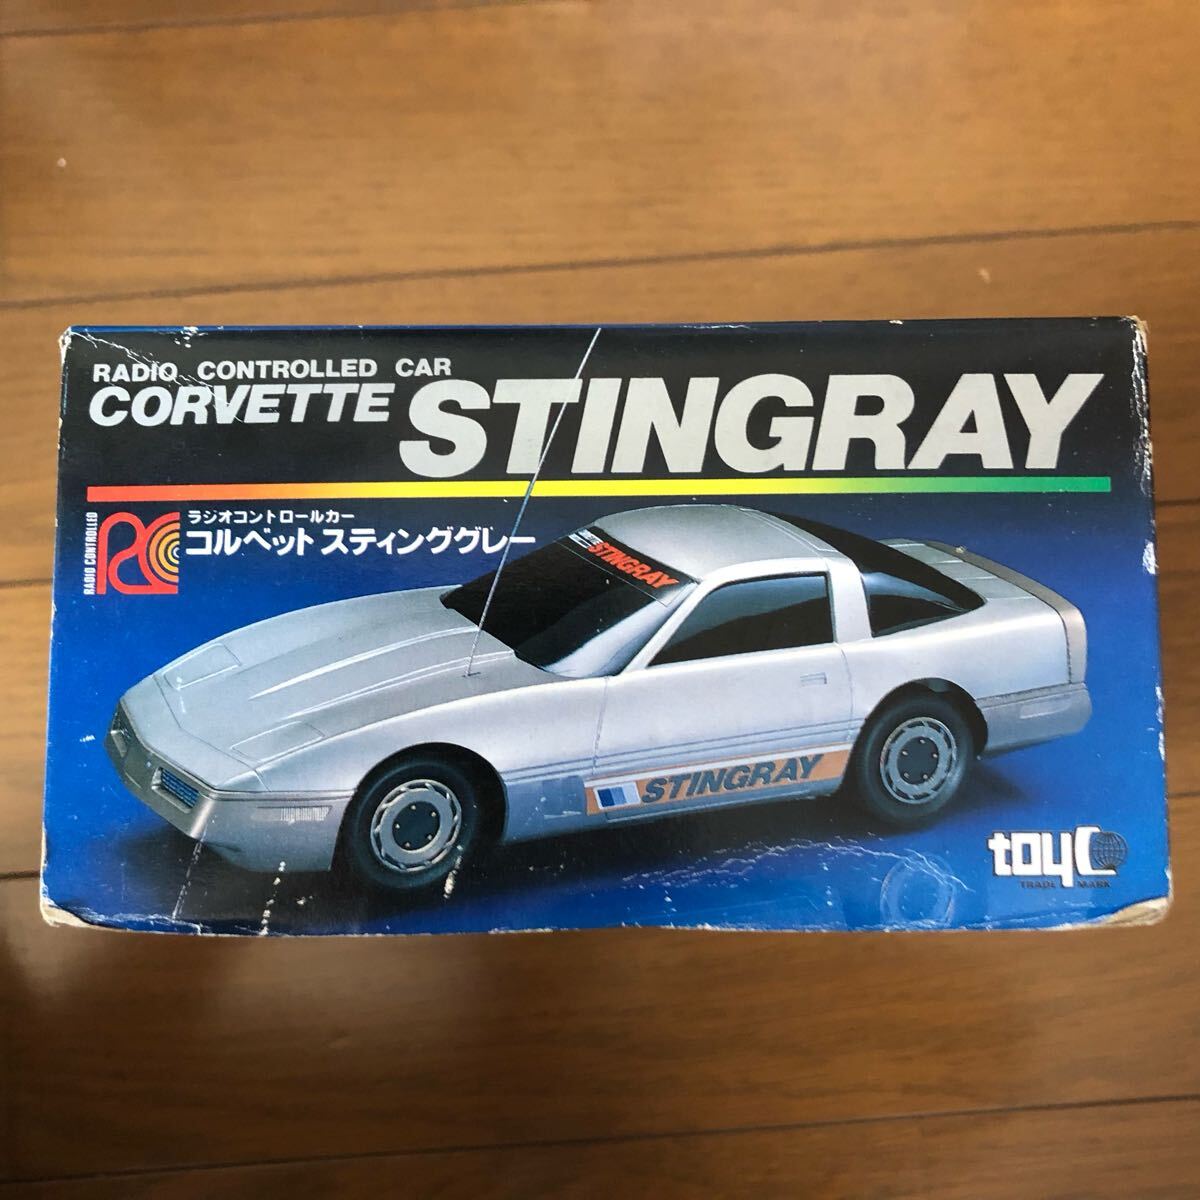 RADIO CONTROLLED CAR
CORVETTE STINGRAY
RADIO CONTROLLED
RC
ラジオコントロールカー
コルベット スティンググレー
STINGRAY
STINGRAY
toyC
TRADE MARK